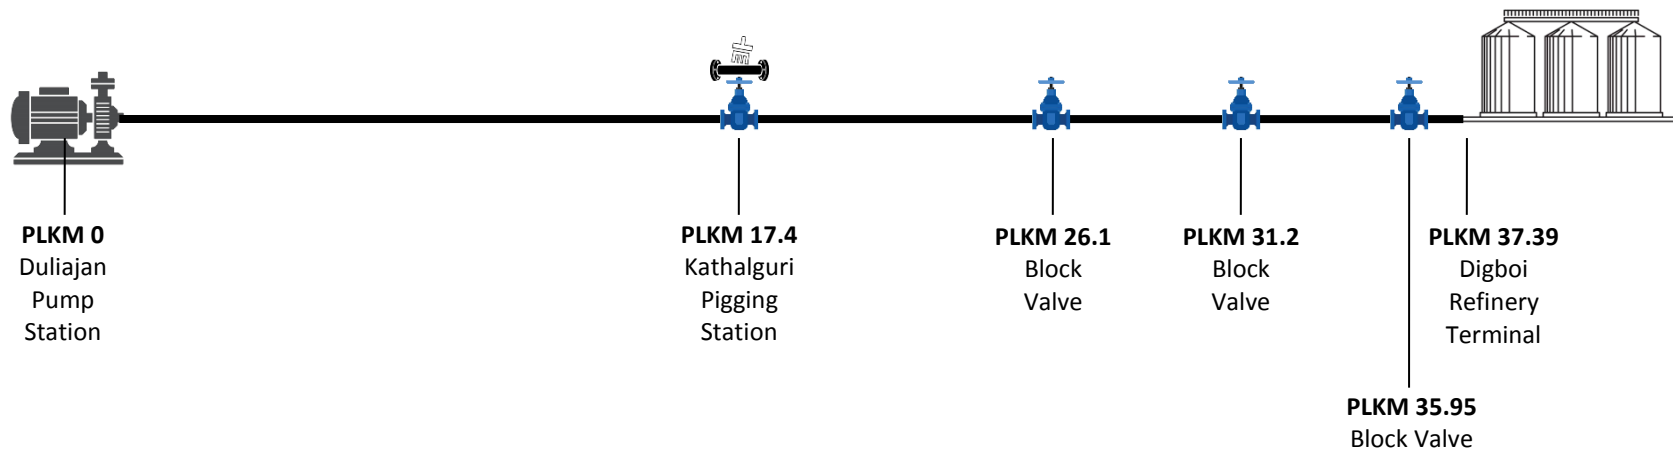 PLKM 0
Duliajan
Pump
Station
PLKM 17.4
Kathalguri
Pigging
Station
PLKM 26.1
Block
Valve
PLKM 31.2
Block
Valve
PLKM 37.39
Digboi
Refinery
Terminal
PLKM 35.95
Block Valve